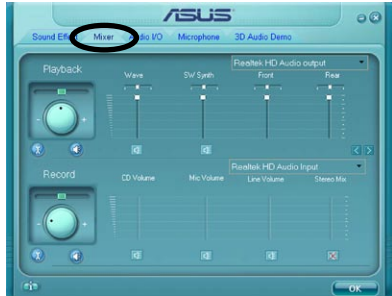 ASUS
Sound Effect Mixer Audio I/O Microphone 3D Audio Demo
Realtek HD Audio output
Playback
Wave SW Synth Front Rear
Realtek HD Audio Input
Record
CD Volume Mic Volume Line Volume Stereo Mix
OK